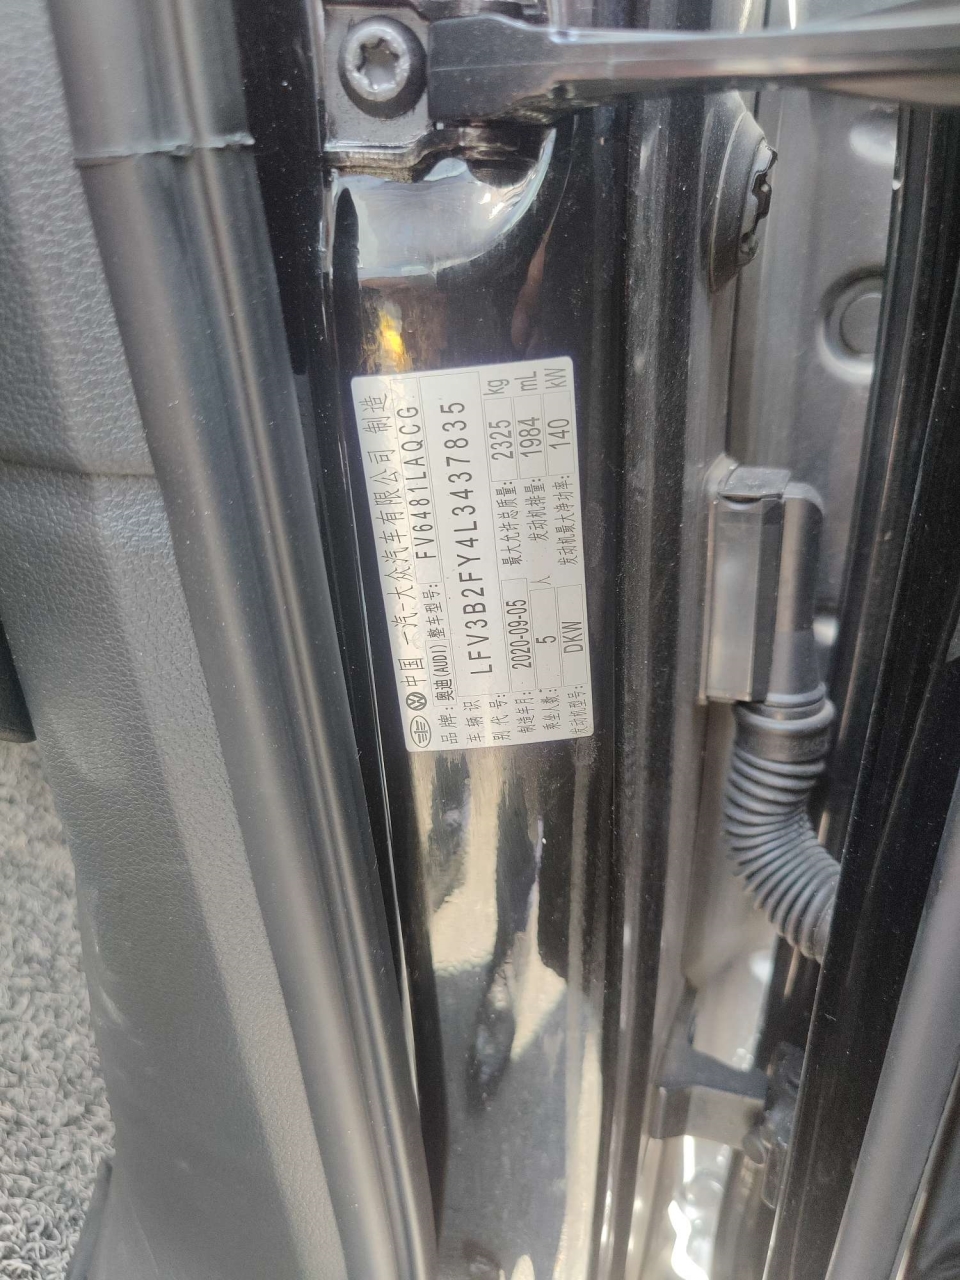 中国 一汽-大众汽车有限公司 制造
品牌: 奥迪(AUDI) 整车型号: FV6481LAQCG
车辆识别代号: LFV3B2FY4L3437835
制造年月: 2020-09-05 最大允许总质量: 2325 kg
乘坐人数: 5 人 发动机排量: 1984 mL
发动机型号: DKW 发动机最大净功率: 140 kW